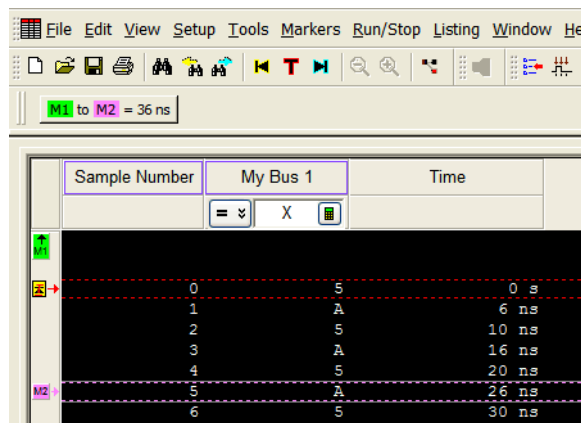 File Edit View Setup Tools Markers Run/Stop Listing Window He
T
M1 to M2 = 36 ns
Sample Number My Bus 1 Time
= X
M1
0 5 0 s
1 A 6 ns
2 5 10 ns
3 A 16 ns
4 5 20 ns
M2 5 A 26 ns
6 5 30 ns